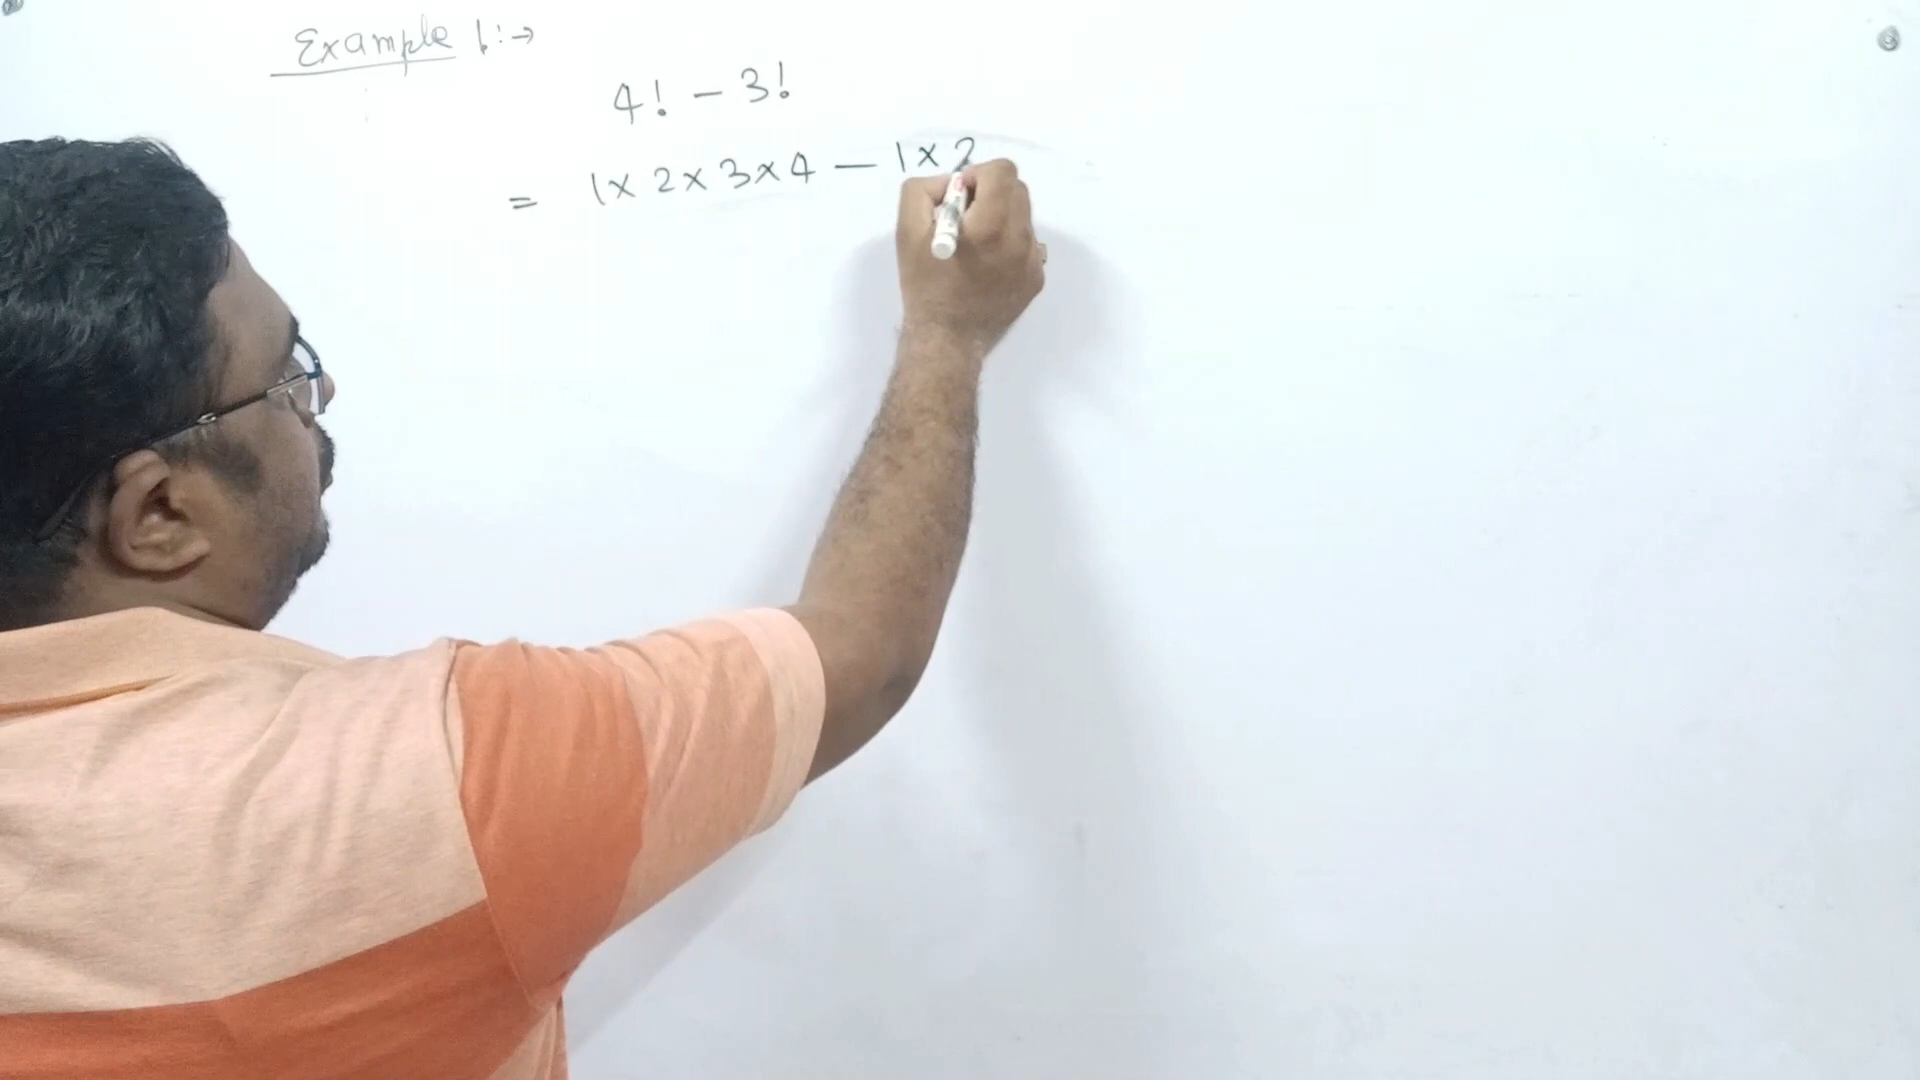 Example 1:→
4! – 3!
= 1 × 2 × 3 × 4 – 1 × 2